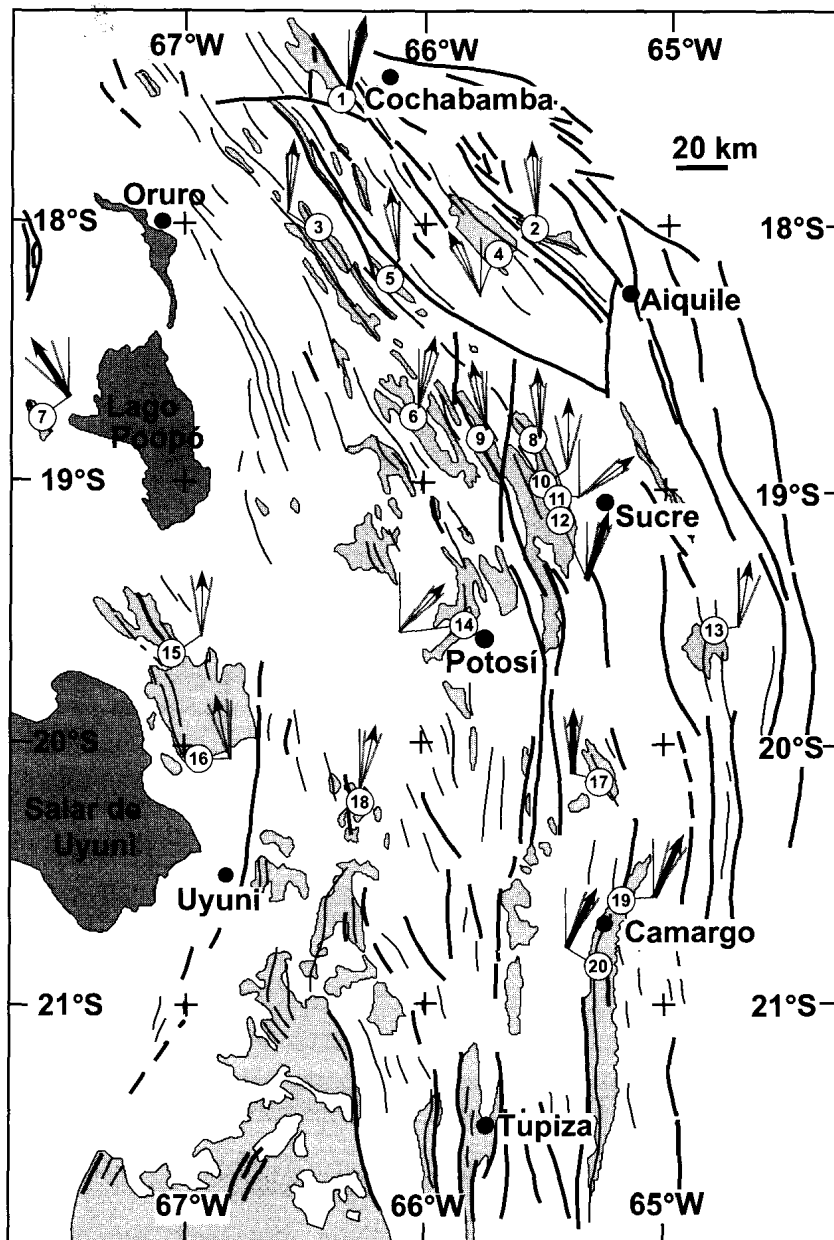 67°W 66°W 65°W
1
Cochabamba
20 km
Oruro
18°S 18°S
3
2
4
5
Aiquile
7
Lago
Poopó
6
9
8
19°S 19°S
10
11
12
Sucre
14
13
15
Potosí
20°S 20°S
16
17
18
Salar de
Uyuni
Uyuni
19
Camargo
20
21°S 21°S
Tupiza
67°W 66°W 65°W